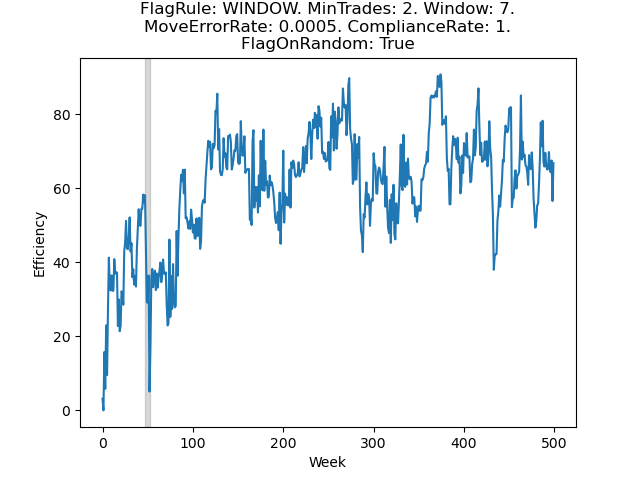 FlagRule: WINDOW. MinTrades: 2. Window: 7.
MoveErrorRate: 0.0005. ComplianceRate: 1.
FlagOnRandom: True
80
60
40
20
0
Efficiency
0 100 200 300 400 500
Week